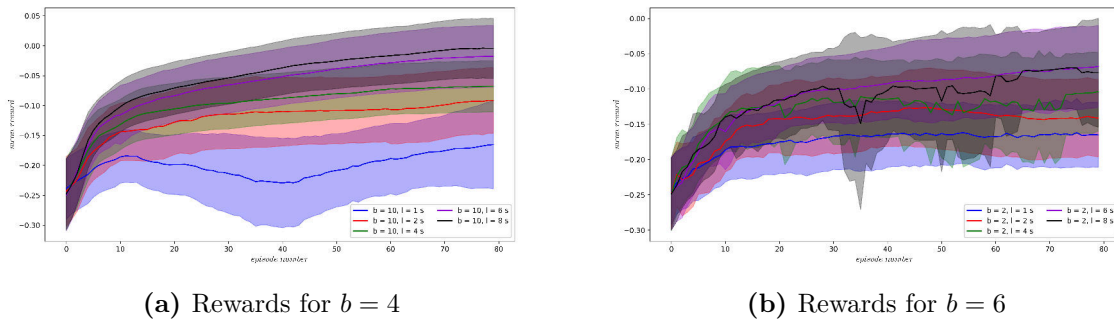 0.05
0.00
−0.05
−0.10
−0.15
−0.20
−0.25
−0.30
mean reward
0 10 20 30 40 50 60 70 80
episode number
b = 10, l = 1 s
b = 10, l = 2 s
b = 10, l = 4 s
b = 10, l = 6 s
b = 10, l = 8 s
(a) Rewards for b = 4
0.00
−0.05
−0.10
−0.15
−0.20
−0.25
−0.30
mean reward
0 10 20 30 40 50 60 70 80
episode number
b = 2, l = 1 s
b = 2, l = 2 s
b = 2, l = 4 s
b = 2, l = 6 s
b = 2, l = 8 s
(b) Rewards for b = 6